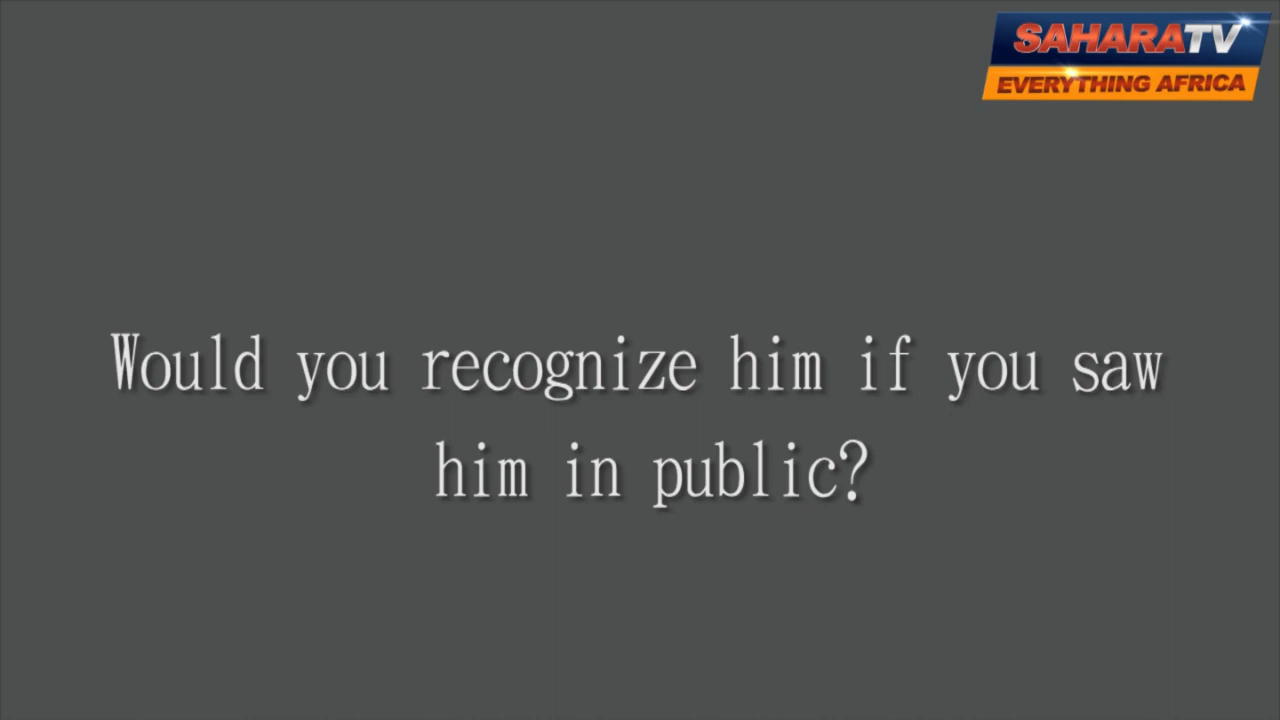 SAHARATV
EVERYTHING AFRICA
Would you recognize him if you saw
him in public?